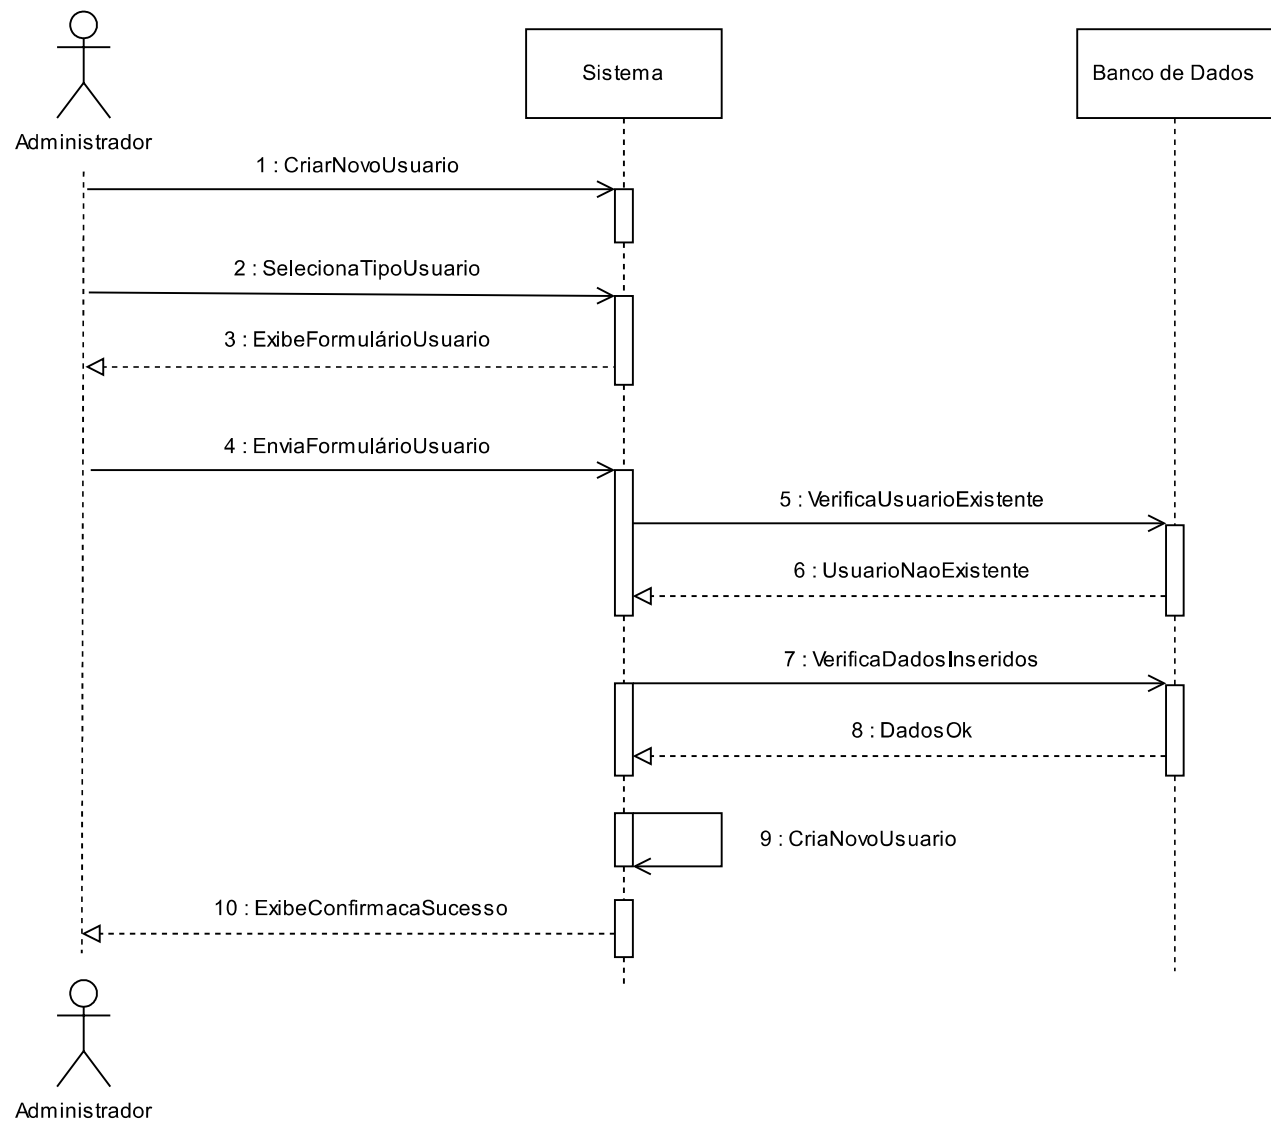 Sistema
Banco de Dados
Administrador
1 : CriarNovoUsuario
2 : SelecionaTipoUsuario
3 : ExibeFormulárioUsuario
4 : EnviaFormulárioUsuario
5 : VerificaUsuarioExistente
6 : UsuarioNaoExistente
7 : VerificaDadosInseridos
8 : DadosOk
9 : CriaNovoUsuario
10 : ExibeConfirmacaSucesso
Administrador